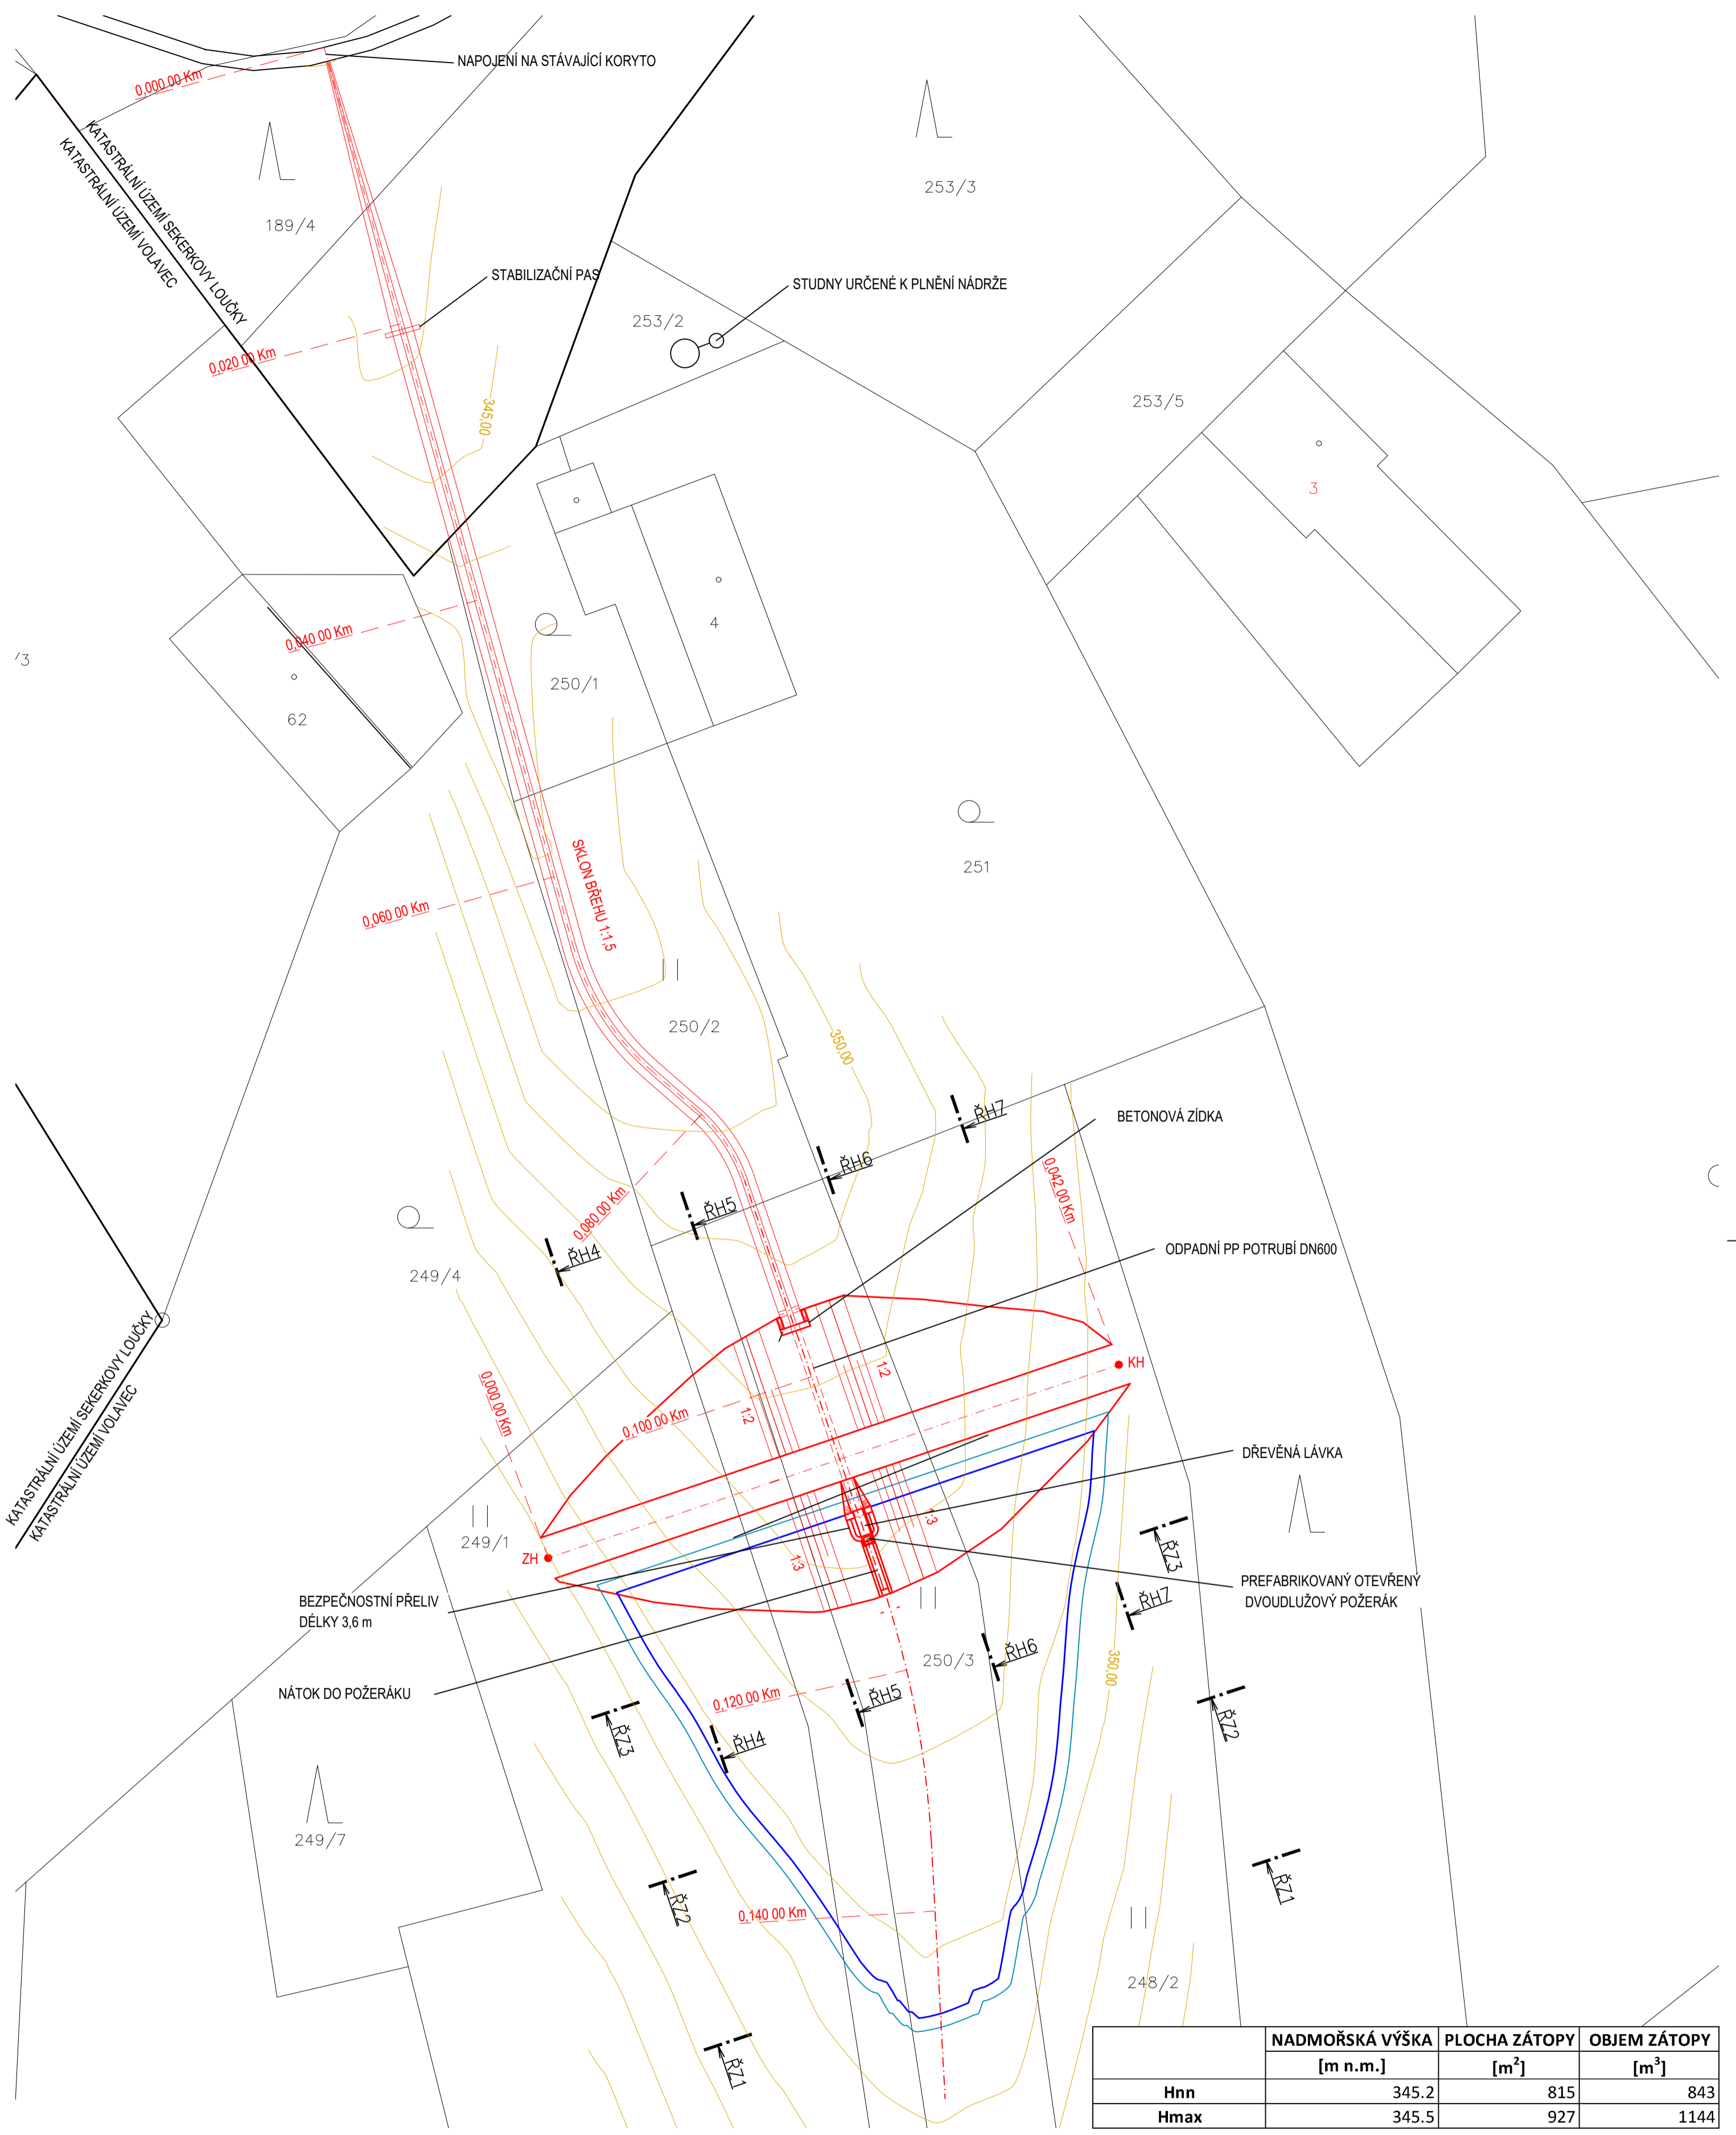 NAPOJENÍ NA STÁVAJÍCÍ KORYTO
0,000 00 Km
KATASTRÁLNÍ ÚZEMÍ SEKERKOVY LOUČKY
KATASTRÁLNÍ ÚZEMÍ VOLAVEC
189/4
253/3
STABILIZAČNÍ PAS
STUDNY URČENÉ K PLNĚNÍ NÁDRŽE
253/2
0,020 00 Km
345,00
253/5
3
4
0,040 00 Km
/3
250/1
62
251
SKLON BŘEHU 1:1,5
0,060 00 Km
250/2
350,00
ŘH7
BETONOVÁ ZÍDKA
ŘH6
0,042 00 Km
ŘH5
0,080 00 Km
ŘH4
ODPADNÍ PP POTRUBÍ DN600
249/4
KATASTRÁLNÍ ÚZEMÍ SEKERKOVY LOUČKY
KATASTRÁLNÍ ÚZEMÍ VOLAVEC
KH
1:2
0,000 00 Km
1:2
0,100 00 Km
DŘEVĚNÁ LÁVKA
1:3
249/1
ZH
1:3
ŘZ3
BEZPEČNOSTNÍ PŘELIV
DÉLKY 3,6 m
PREFABRIKOVANÝ OTEVŘENÝ
DVOUDLUŽOVÝ POŽERÁK
ŘH7
250/3
ŘH6
350,00
NÁTOK DO POŽERÁKU
0,120 00 Km
ŘH5
ŘZ3
ŘH4
ŘZ2
249/7
ŘZ2
0,140 00 Km
ŘZ1
248/2
ŘZ1
NADMOŘSKÁ VÝŠKA PLOCHA ZÁTOPY OBJEM ZÁTOPY
[m n.m.] [m²] [m³]
Hnn 345.2 815 843
Hmax 345.5 927 1144